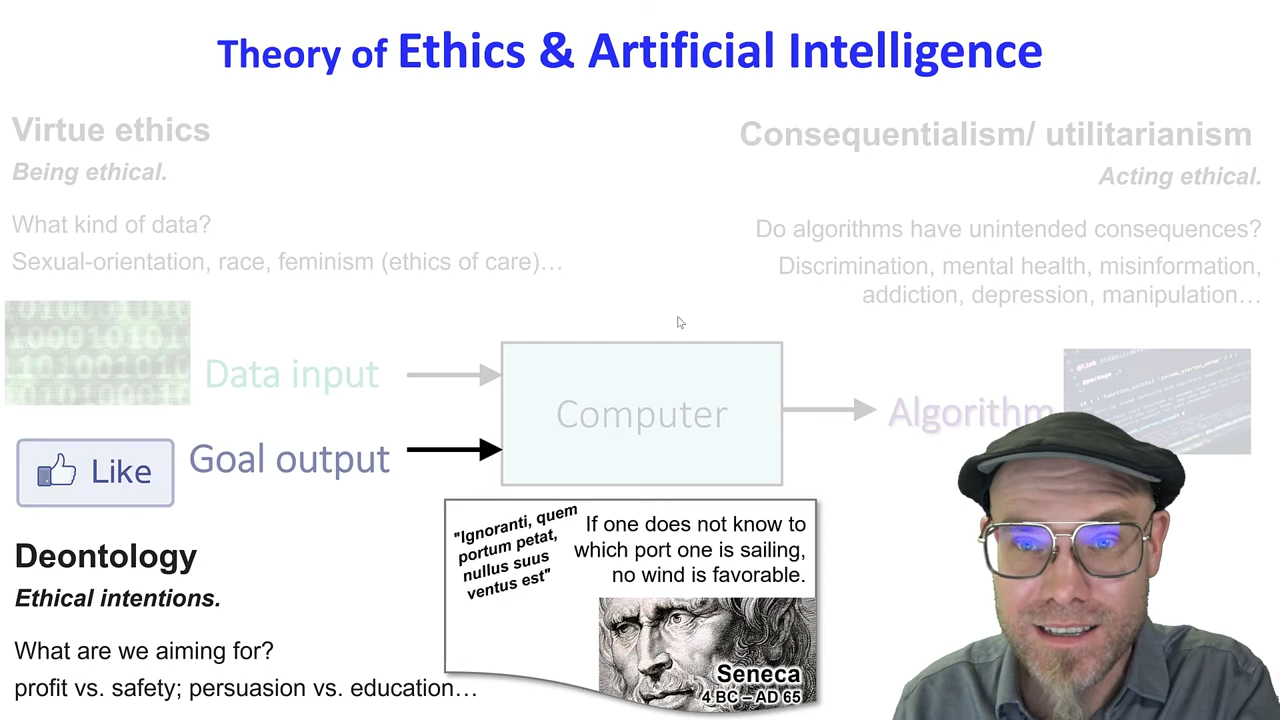 Theory of Ethics & Artificial Intelligence
Virtue ethics
Being ethical.
What kind of data?
Sexual-orientation, race, feminism (ethics of care)…
Consequentialism/ utilitarianism
Acting ethical.
Do algorithms have unintended consequences?
Discrimination, mental health, misinformation,
addiction, depression, manipulation…
Data input
Computer
Algorithm
Like
Goal output
Deontology
Ethical intentions.
What are we aiming for?
profit vs. safety; persuasion vs. education…
"Ignoranti, quem
portum petat,
nullus suus
ventus est"
If one does not know to
which port one is sailing,
no wind is favorable.
Seneca
4 BC – AD 65